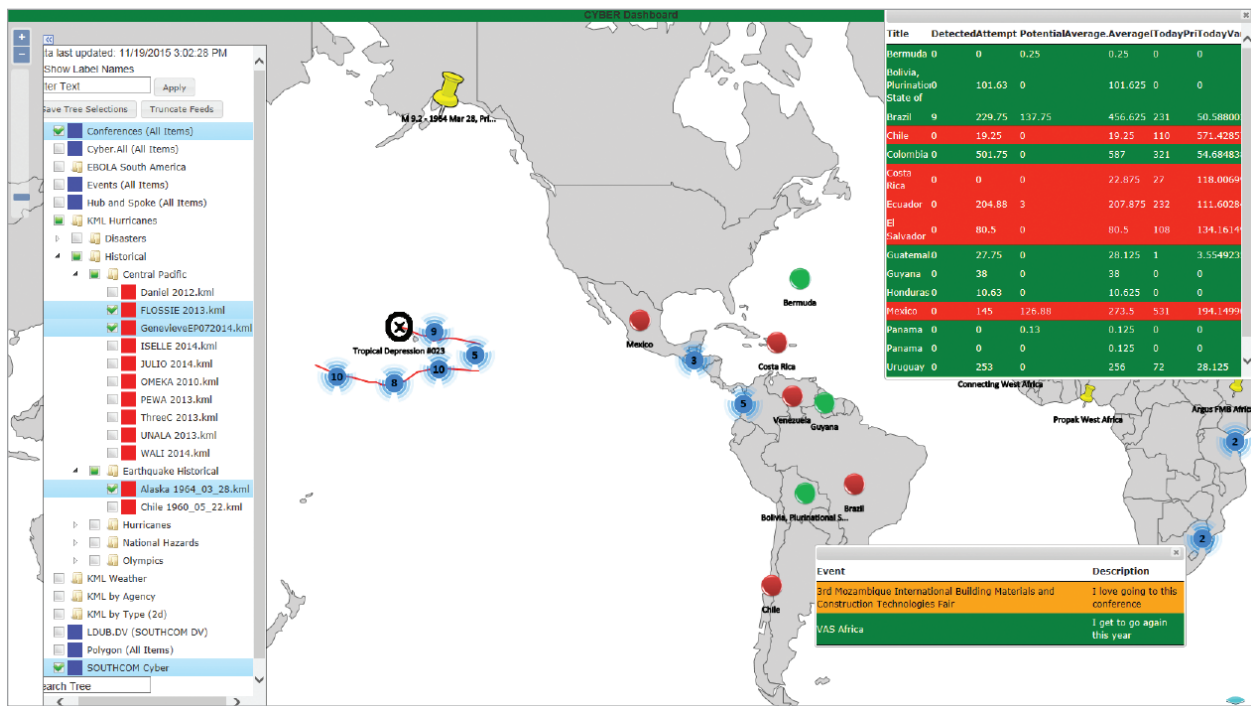 CYBER Dashboard
ta last updated: 11/19/2015 3:02:28 PM
Show Label Names
ter Text
Apply
Save Tree Selections
Truncate Feeds
Conferences (All Items)
Cyber.All (All Items)
EBOLA South America
Events (All Items)
Hub and Spoke (All Items)
KML Hurricanes
Disasters
Historical
Central Pacific
Daniel 2012.kml
FLOSSIE 2013.kml
GenevieveEP072014.kml
ISELLE 2014.kml
JULIO 2014.kml
OMEKA 2010.kml
PEWA 2013.kml
ThreeC 2013.kml
UNALA 2013.kml
WALI 2014.kml
Earthquake Historical
Alaska 1964_03_28.kml
Chile 1960_05_22.kml
Hurricanes
National Hazards
Olympics
KML Weather
KML by Agency
KML by Type (2d)
LDUB.DV (SOUTHCOM DV)
Polygon (All Items)
SOUTHCOM Cyber
earch Tree
M 9.2 - 1964 Mar 28, Pri...
Tropical Depression #023
9
5
10
8
10
Bermuda
Mexico
3
Costa Rica
5
Venezuela
Guyana
Bolivia, Plurinational S...
Brazil
Chile
Connecting West Africa
Propak West Africa
Argus FMB Africa
2
2
Title Detected Attempt Potential Average. Average( TodayPri TodayVar
Bermuda 0 0 0.25 0.25 0 0
Bolivia,
Plurination 0 101.63 0 101.625 0 0
State of
Brazil 9 229.75 137.75 456.625 231 50.58800
Chile 0 19.25 0 19.25 110 571.4285
Colombia 0 501.75 0 587 321 54.68483
Costa
Rica 0 0 0 22.875 27 118.0069
Ecuador 0 204.88 3 207.875 232 111.6028
El
Salvador 0 80.5 0 80.5 108 134.1614
Guatemal 0 27.75 0 28.125 1 3.554923
Guyana 0 38 0 38 0 0
Honduras 0 10.63 0 10.625 0 0
Mexico 0 145 126.88 273.5 531 194.1499
Panama 0 0 0.13 0.125 0 0
Panama 0 0 0 0.125 0 0
Uruguay 0 253 0 256 72 28.125
Event Description
3rd Mozambique International Building Materials and
Construction Technologies Fair
I love going to this
conference
VAS Africa
I get to go again
this year